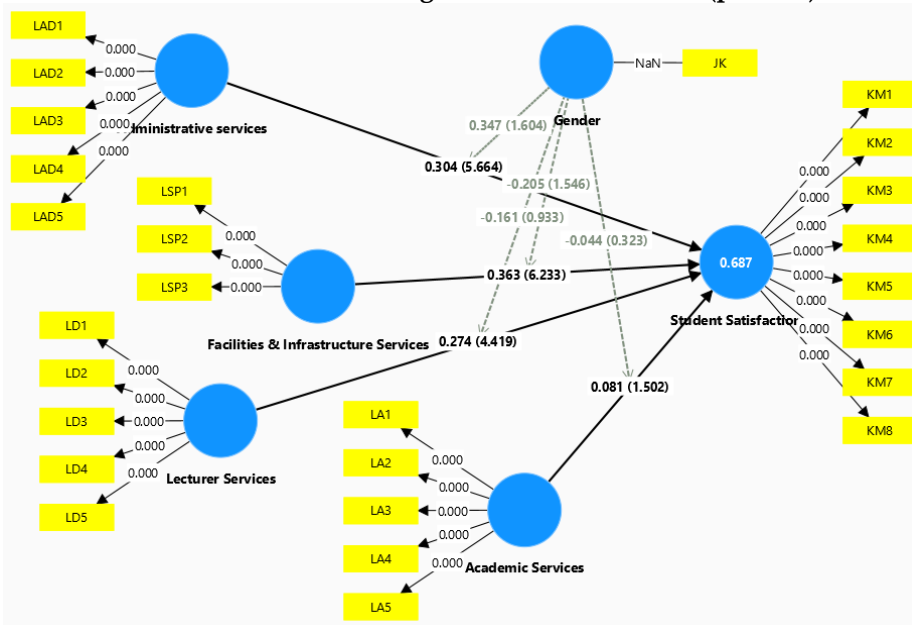 LAD1
LAD2
LAD3
LAD4
LAD5
0.000
0.000
0.000
0.000
0.000
ministrative services
Gender
NaN
JK
0.347 (1.604)
-0.205 (1.546)
-0.161 (0.933)
-0.044 (0.323)
0.304 (5.664)
LSP1
LSP2
LSP3
0.000
0.000
0.000
Facilities & Infrastructure Services
0.363 (6.233)
0.274 (4.419)
0.081 (1.502)
0.687
Student Satisfaction
KM1
KM2
KM3
KM4
KM5
KM6
KM7
KM8
0.000
0.000
0.000
0.000
0.000
0.000
0.000
0.000
LD1
LD2
LD3
LD4
LD5
0.000
0.000
0.000
0.000
0.000
Lecturer Services
LA1
LA2
LA3
LA4
LA5
0.000
0.000
0.000
0.000
0.000
Academic Services